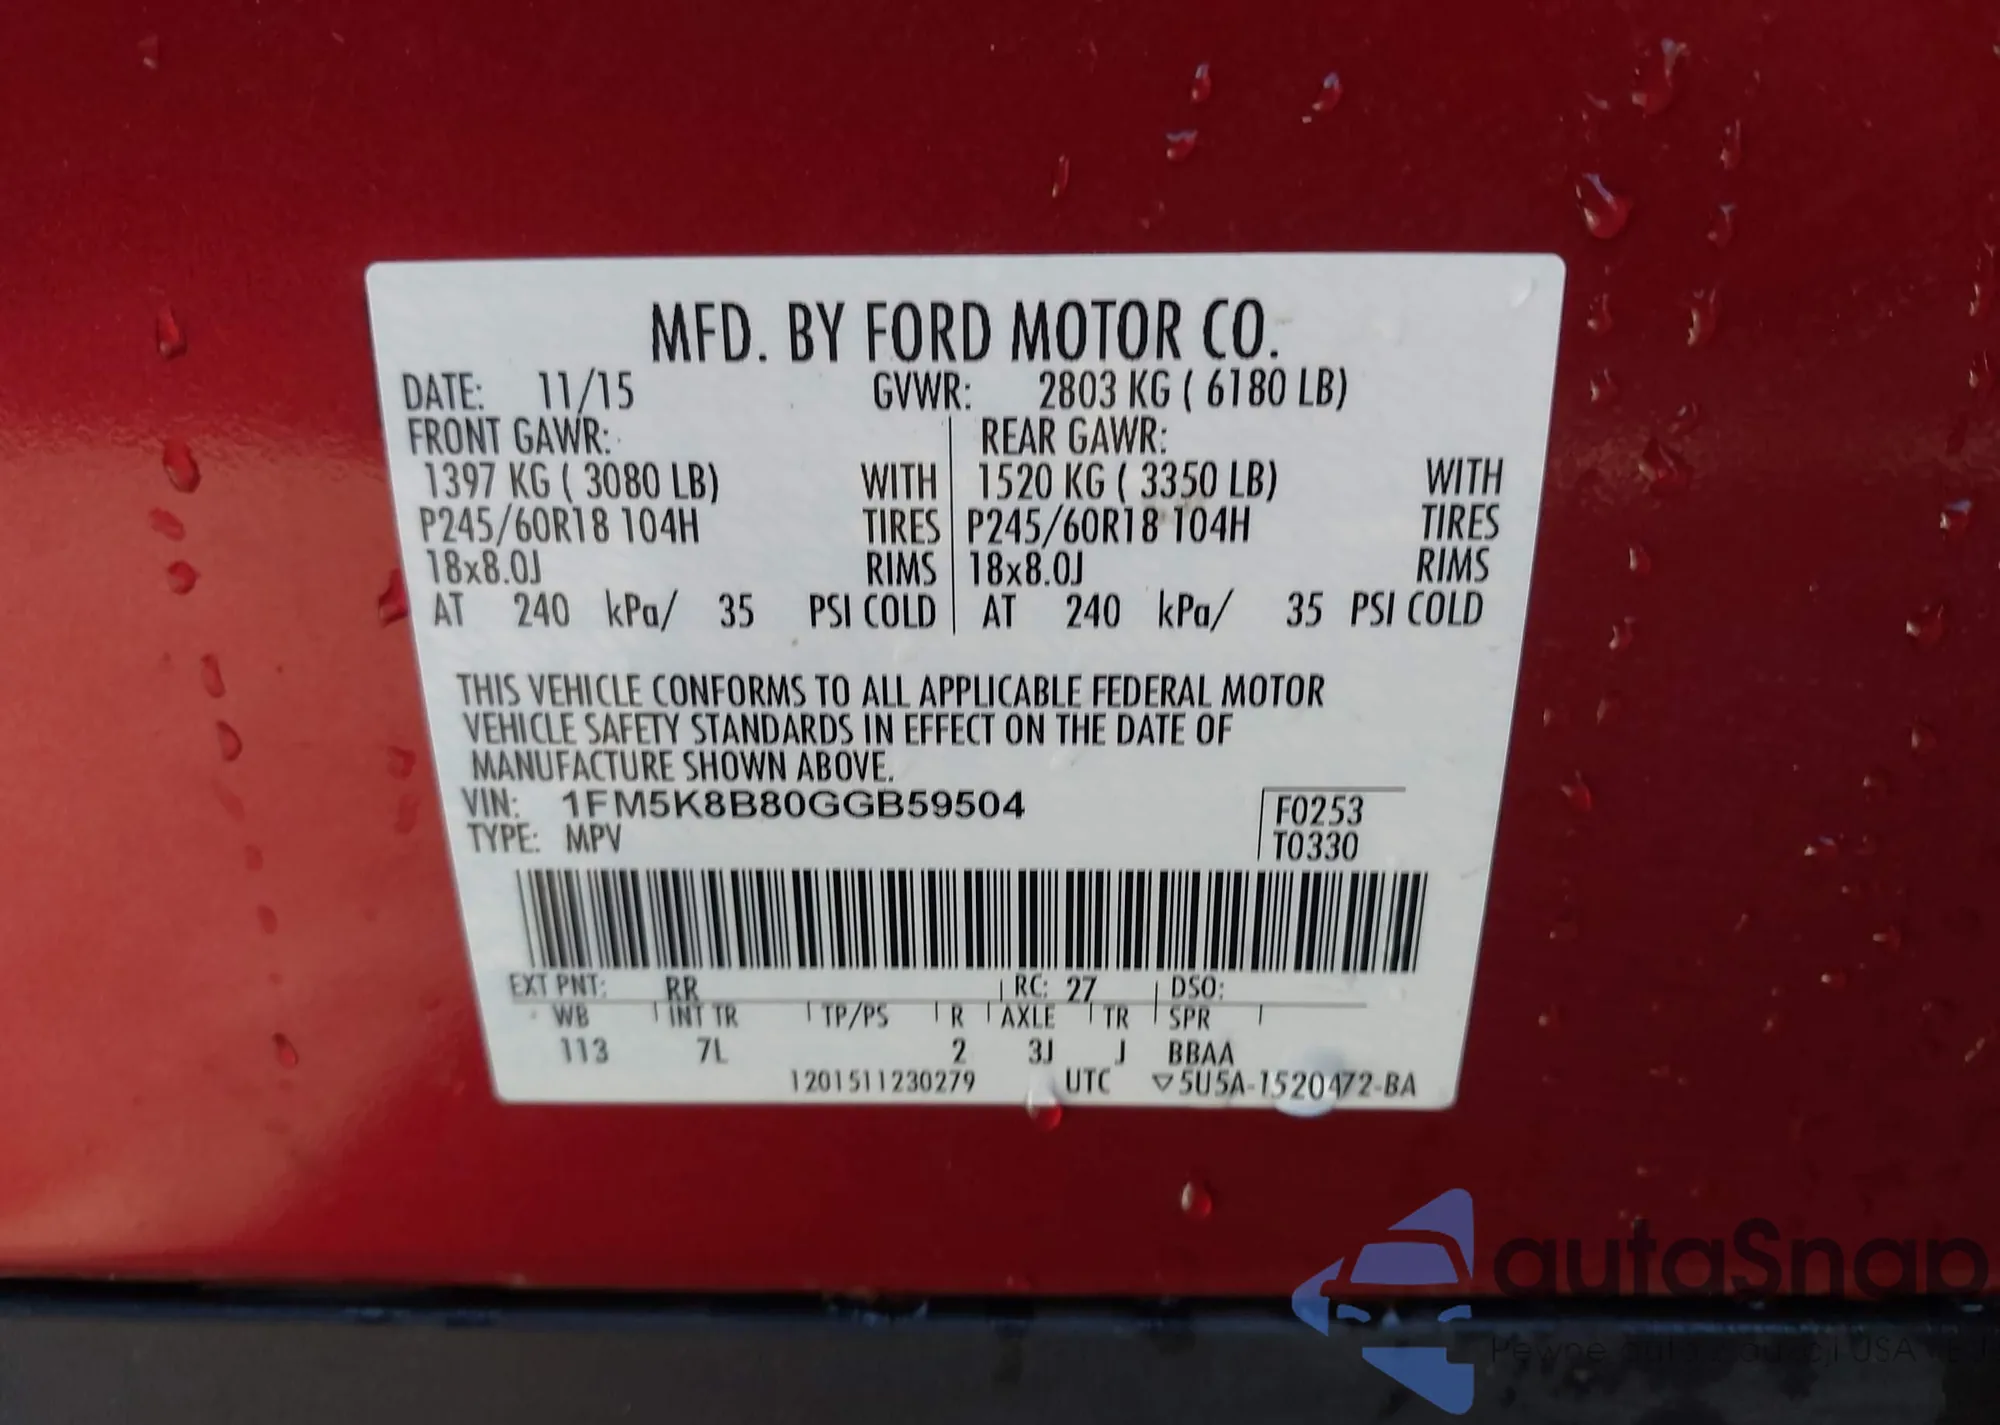 MFD. BY FORD MOTOR CO.
DATE: 11/15 GVWR: 2803 KG ( 6180 LB)
FRONT GAWR: REAR GAWR:
1397 KG ( 3080 LB) WITH 1520 KG ( 3350 LB) WITH
P245/60R18 104H TIRES P245/60R18 104H TIRES
18x8.0J RIMS 18x8.0J RIMS
AT 240 kPa/ 35 PSI COLD AT 240 kPa/ 35 PSI COLD
THIS VEHICLE CONFORMS TO ALL APPLICABLE FEDERAL MOTOR
VEHICLE SAFETY STANDARDS IN EFFECT ON THE DATE OF
MANUFACTURE SHOWN ABOVE.
VIN: 1FM5K8B80GGB59504 F0253
TYPE: MPV T0330
EXT PNT: RR RC: 27 DSO:
WB INT TR TP/PS R AXLE TR SPR
113 7L 2 3J J BBAA
1201511230279 UTC ▽5U5A-1520472-BA
autaSnap
Pewne auta z aukcji USA